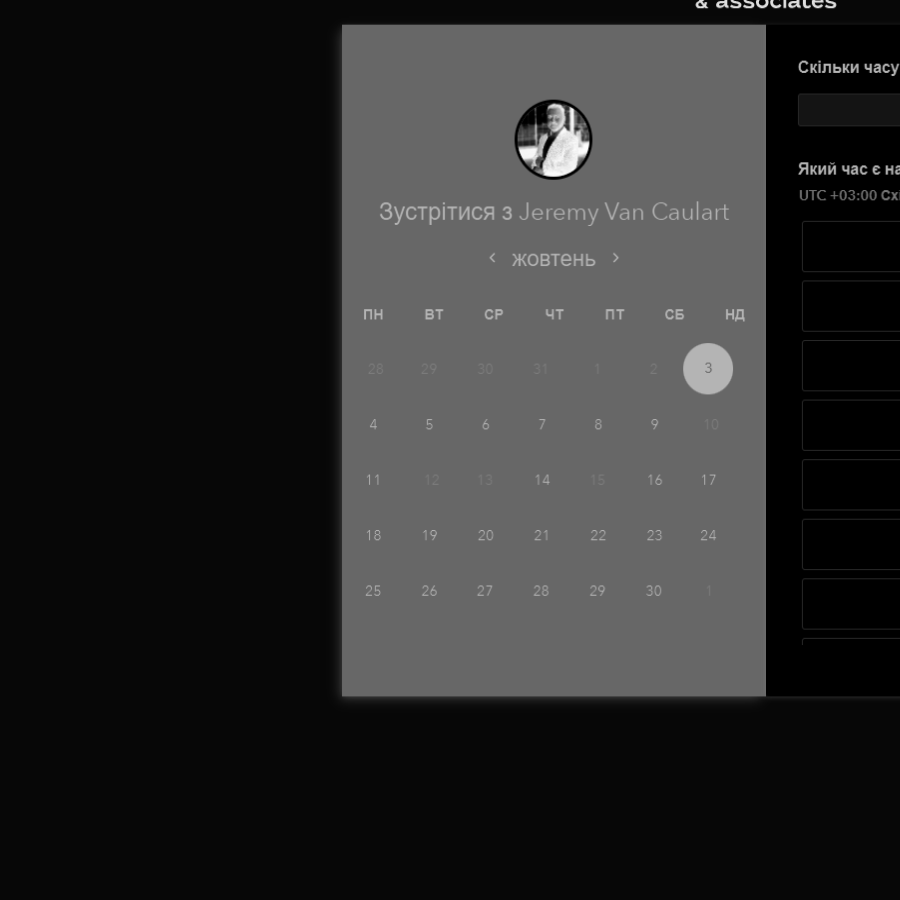 & associates
Зустрітися з Jeremy Van Caulart
жовтень
ПН ВТ СР ЧТ ПТ СБ НД
28 29 30 31 1 2 3
4 5 6 7 8 9 10
11 12 13 14 15 16 17
18 19 20 21 22 23 24
25 26 27 28 29 30 1
Скільки часу
Який час є
UTC +03:00